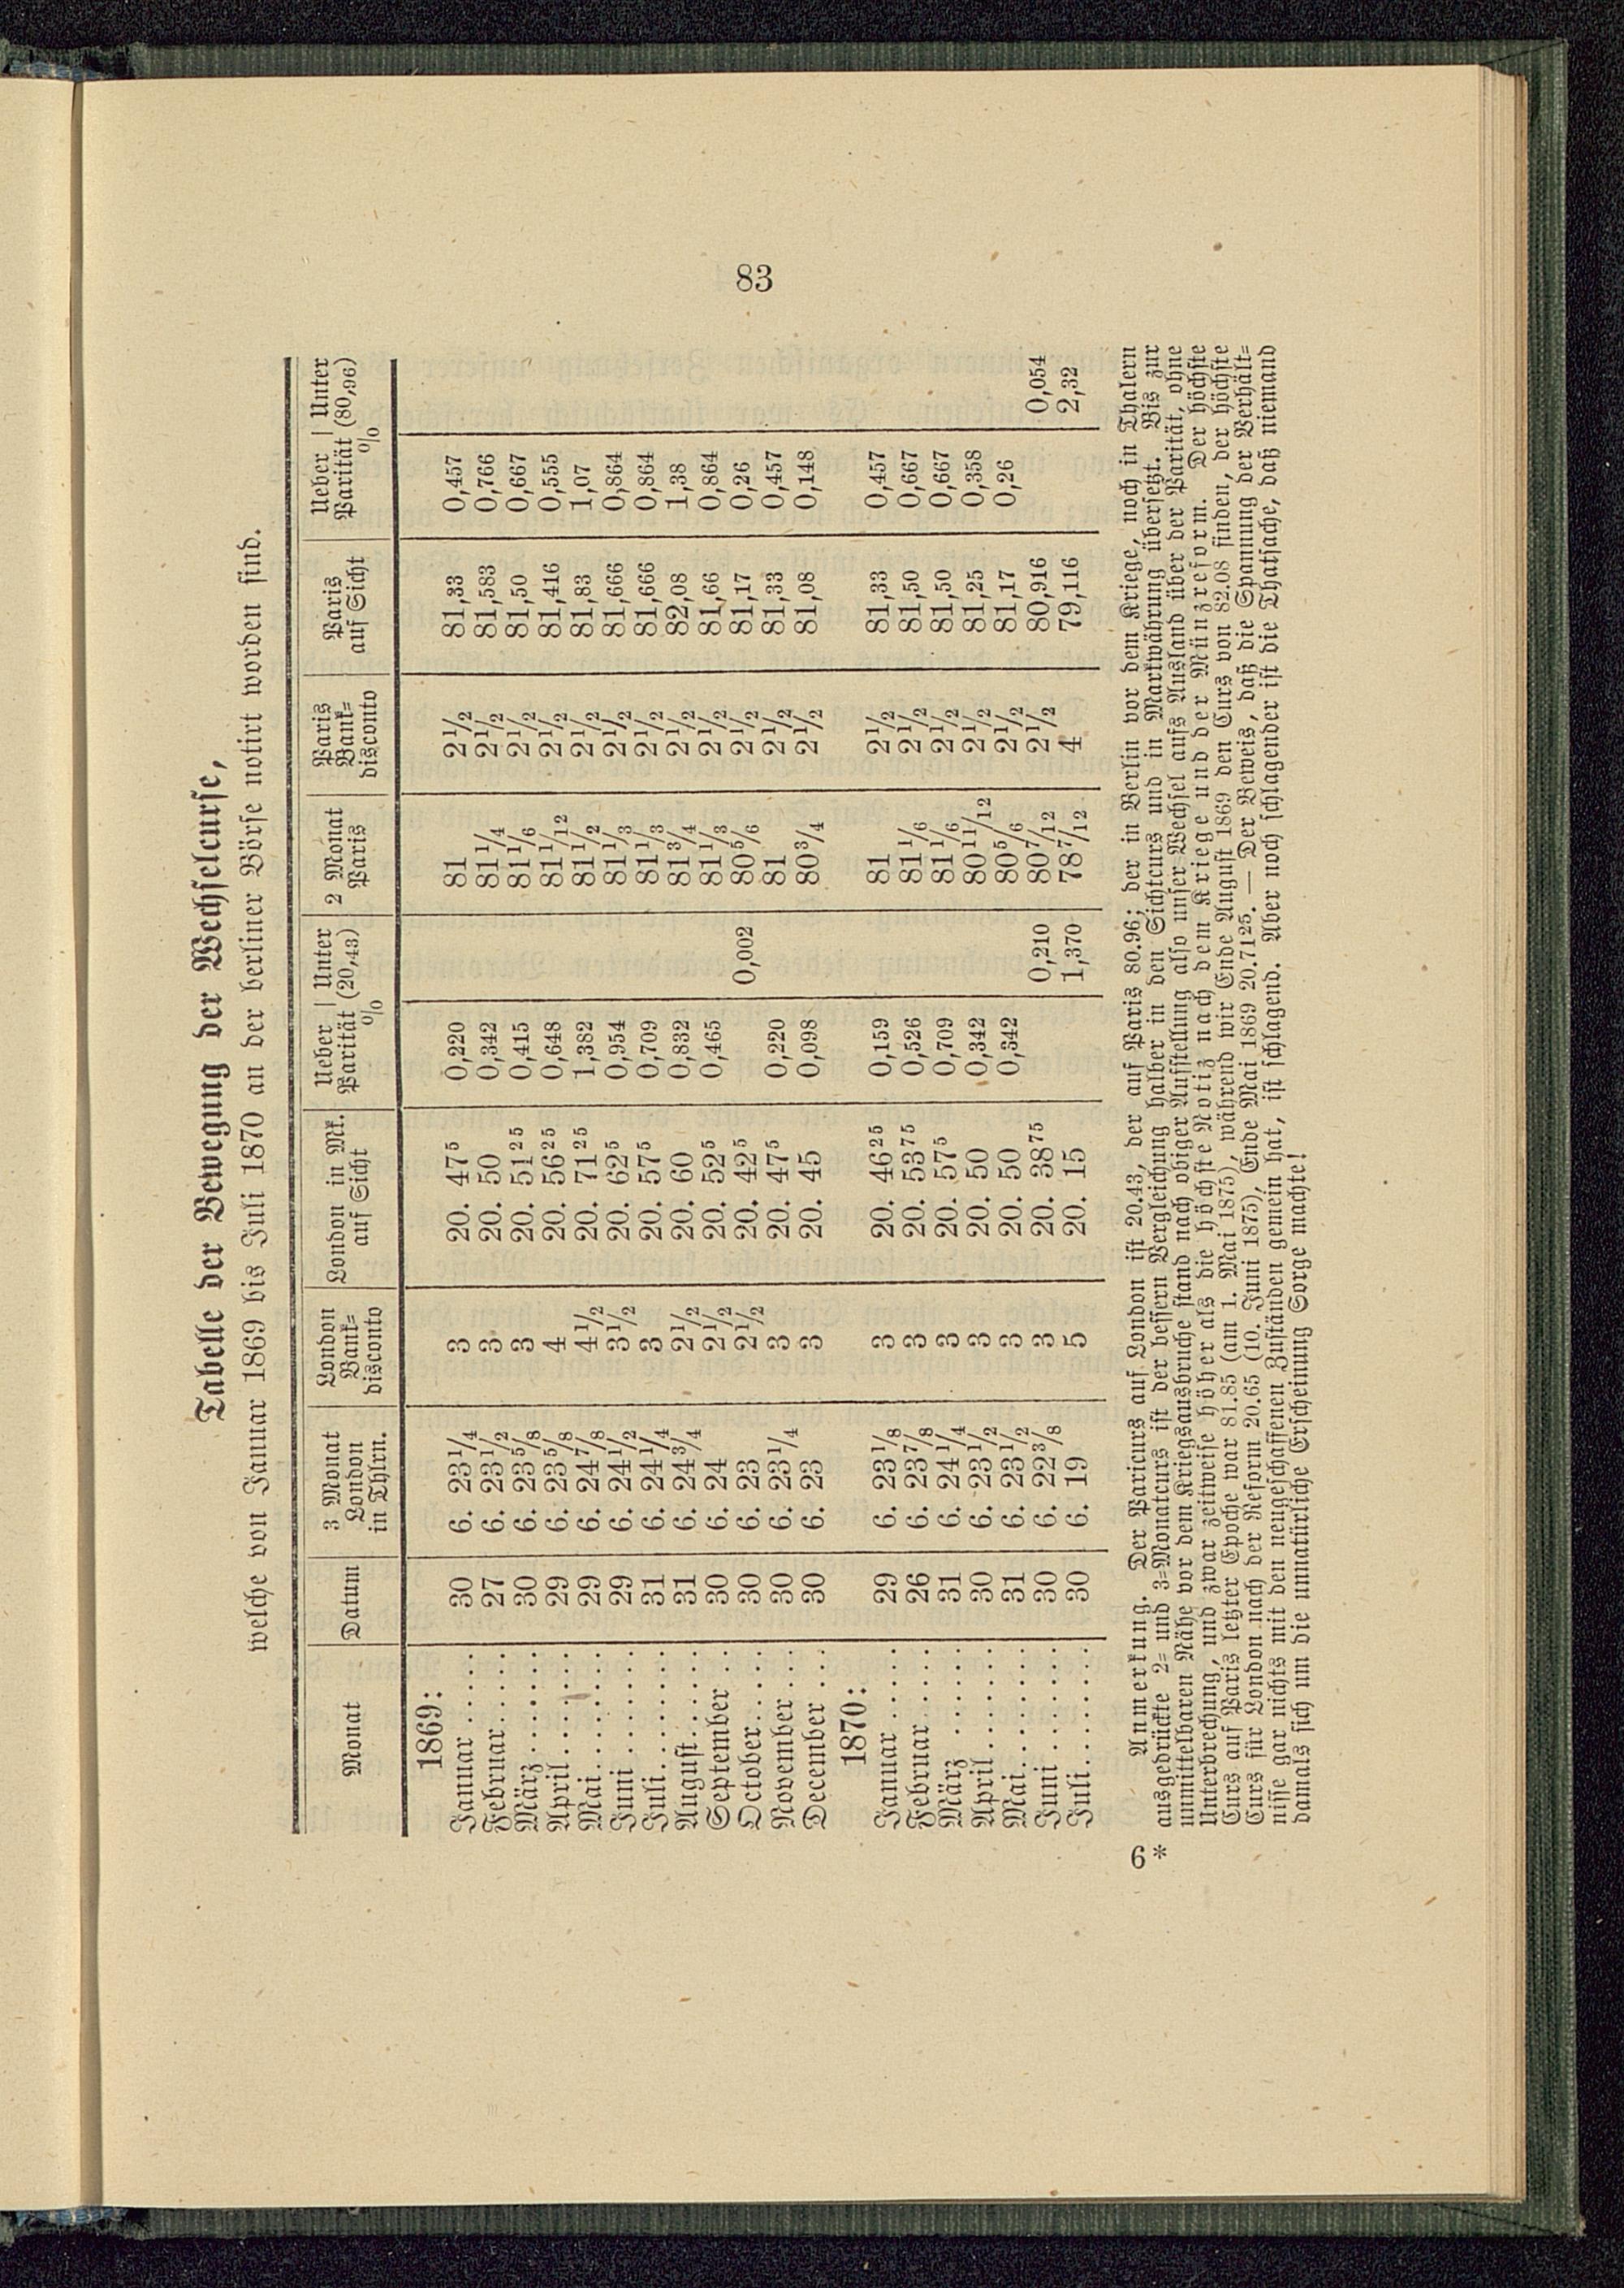 83
Tabelle der Bewegung der Wechselcurse,
welche von Januar 1869 bis Juli 1870 an der berliner Börse notirt worden sind.
Monat | Datum | 3 Monat London in Thlrn. | London Bank=disconto | London in Mk. auf Sicht | Ueber Parität (20,43) % | Unter Parität (20,43) % | 2 Monat Paris | Paris Bank=disconto | Paris auf Sicht | Ueber Parität (80,96) % | Unter Parität (80,96) %
1869:
Januar ..... 30 6. 23 1/4 3 20. 47⁵ 0,220 81 2 1/2 81,33 0,457
Februar..... 27 6. 23 1/2 3 20. 50 0,342 81 1/4 2 1/2 81,583 0,766
März ....... 30 6. 23 5/8 3 20. 51²⁵ 0,415 81 1/6 2 1/2 81,50 0,667
April....... 29 6. 23 5/8 4 20. 56²⁵ 0,648 81 1/12 2 1/2 81,416 0,555
Mai......... 29 6. 24 7/8 4 1/2 20. 71²⁵ 1,382 81 1/2 2 1/2 81,83 1,07
Juni ....... 29 6. 24 1/2 3 1/2 20. 62⁵ 0,954 81 1/3 2 1/2 81,666 0,864
Juli........ 31 6. 24 1/4 3 20. 57⁵ 0,709 81 1/3 2 1/2 81,666 0,864
August...... 31 6. 24 3/4 2 1/2 20. 60 0,832 81 3/4 2 1/2 82,08 1,38
September .. 30 6. 24 2 1/2 20. 52⁵ 0,465 81 1/3 2 1/2 81,66 0,864
October..... 30 6. 23 2 1/2 20. 42⁵ 0,002 80 5/6 2 1/2 81,17 0,26
November ... 30 6. 23 1/4 3 20. 47⁵ 0,220 81 2 1/2 81,33 0,457
December ... 30 6. 23 3 20. 45 0,098 80 3/4 2 1/2 81,08 0,148
1870:
Januar ..... 29 6. 23 1/8 3 20. 46²⁵ 0,159 81 2 1/2 81,33 0,457
Februar .... 26 6. 23 7/8 3 20. 53⁷⁵ 0,526 81 1/6 2 1/2 81,50 0,667
März ....... 31 6. 24 1/4 3 20. 57⁵ 0,709 81 1/6 2 1/2 81,50 0,667
April....... 30 6. 23 1/2 3 20. 50 0,342 80 11/12 2 1/2 81,25 0,358
Mai......... 31 6. 23 1/2 3 20. 50 0,342 80 5/6 2 1/2 81,17 0,26
Juni ....... 30 6. 22 3/8 3 20. 38⁷⁵ 0,210 80 7/12 2 1/2 80,916 0,054
Juli........ 30 6. 19 5 20. 15 1,370 78 7/12 4 79,116 2,32
Anmerkung. Der Paricurs auf London ist 20.43, der auf Paris 80.96; der in Berlin vor dem Kriege, noch in Thalern
ausgedrückte 2= und 3=Monatcurs ist der bessern Vergleichung halber in den Sichtcurs und in Markwährung übersetzt. Bis zur
unmittelbaren Nähe vor dem Kriegsausbruche stand nach obiger Aufstellung also unser Wechsel aufs Ausland über der Parität, ohne
Unterbrechung, und zwar zeitweise höher als die höchste Notiz nach dem Kriege und der Münzreform. Der höchste
Curs auf Paris letzter Epoche war 81.85 (am 1. Mai 1875), während wir Ende August 1869 den Curs von 82.08 finden, der höchste
Curs für London nach der Reform 20.65 (10. Juni 1875), Ende Mai 1869 20.7125. — Der Beweis, daß die Spannung der Verhält=
nisse gar nichts mit den neugeschaffenen Zuständen gemein hat, ist schlagend. Aber noch schlagender ist die Thatsache, daß niemand
damals sich um die unnatürliche Erscheinung Sorge machte!
6*